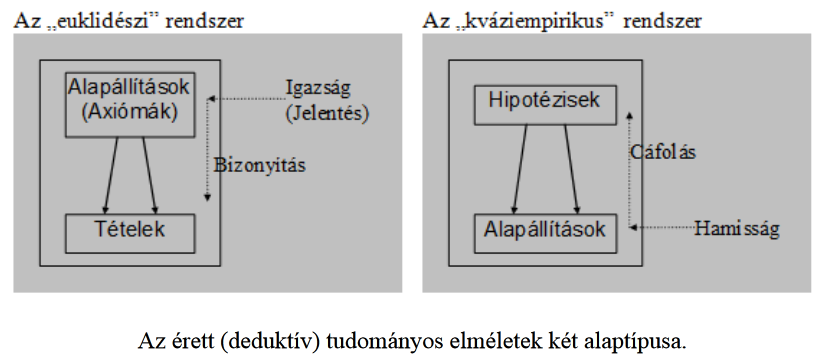 Az „euklidészi” rendszer
Alapállítások
(Axiómák)
Igazság
(Jelentés)
Bizonyitás
Tételek
Az „kváziempirikus” rendszer
Hipotézisek
Cáfolás
Alapállítások
Hamisság
Az érett (deduktív) tudományos elméletek két alaptípusa.